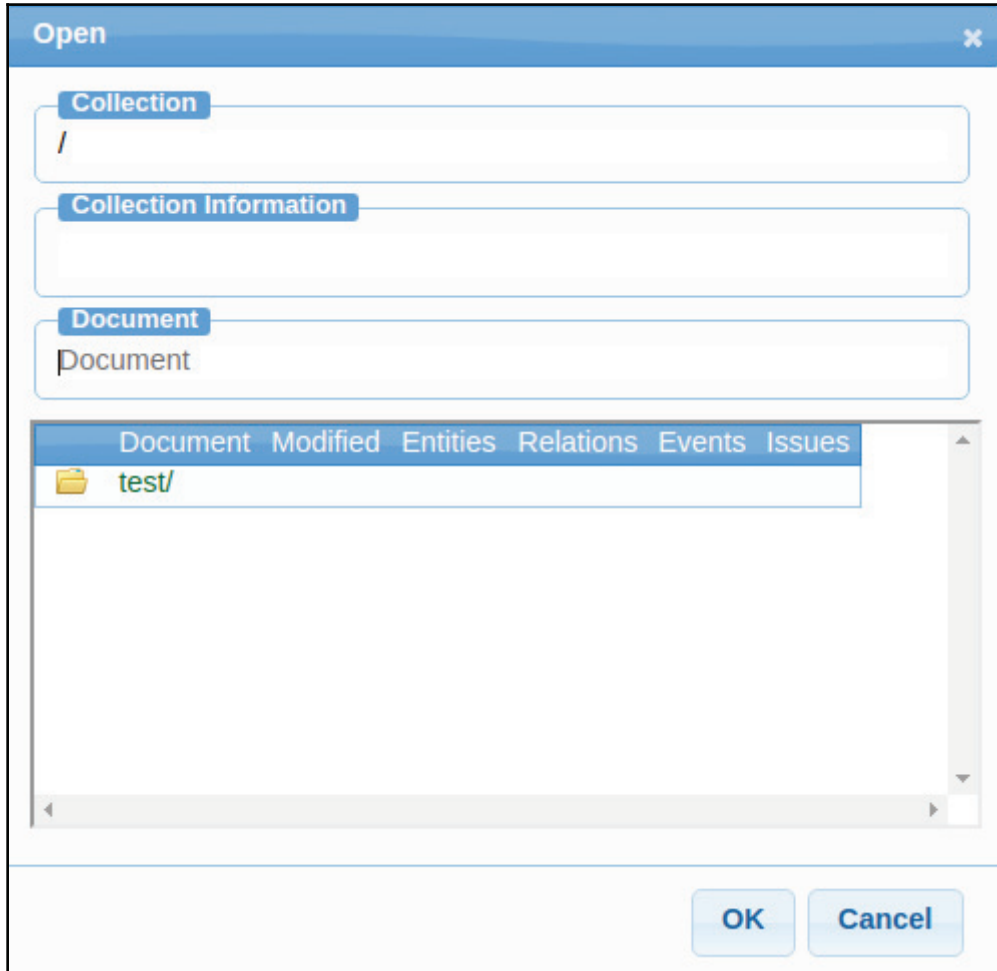 Open
Collection
/
Collection Information
Document
Document
Document Modified Entities Relations Events Issues
test/
OK Cancel